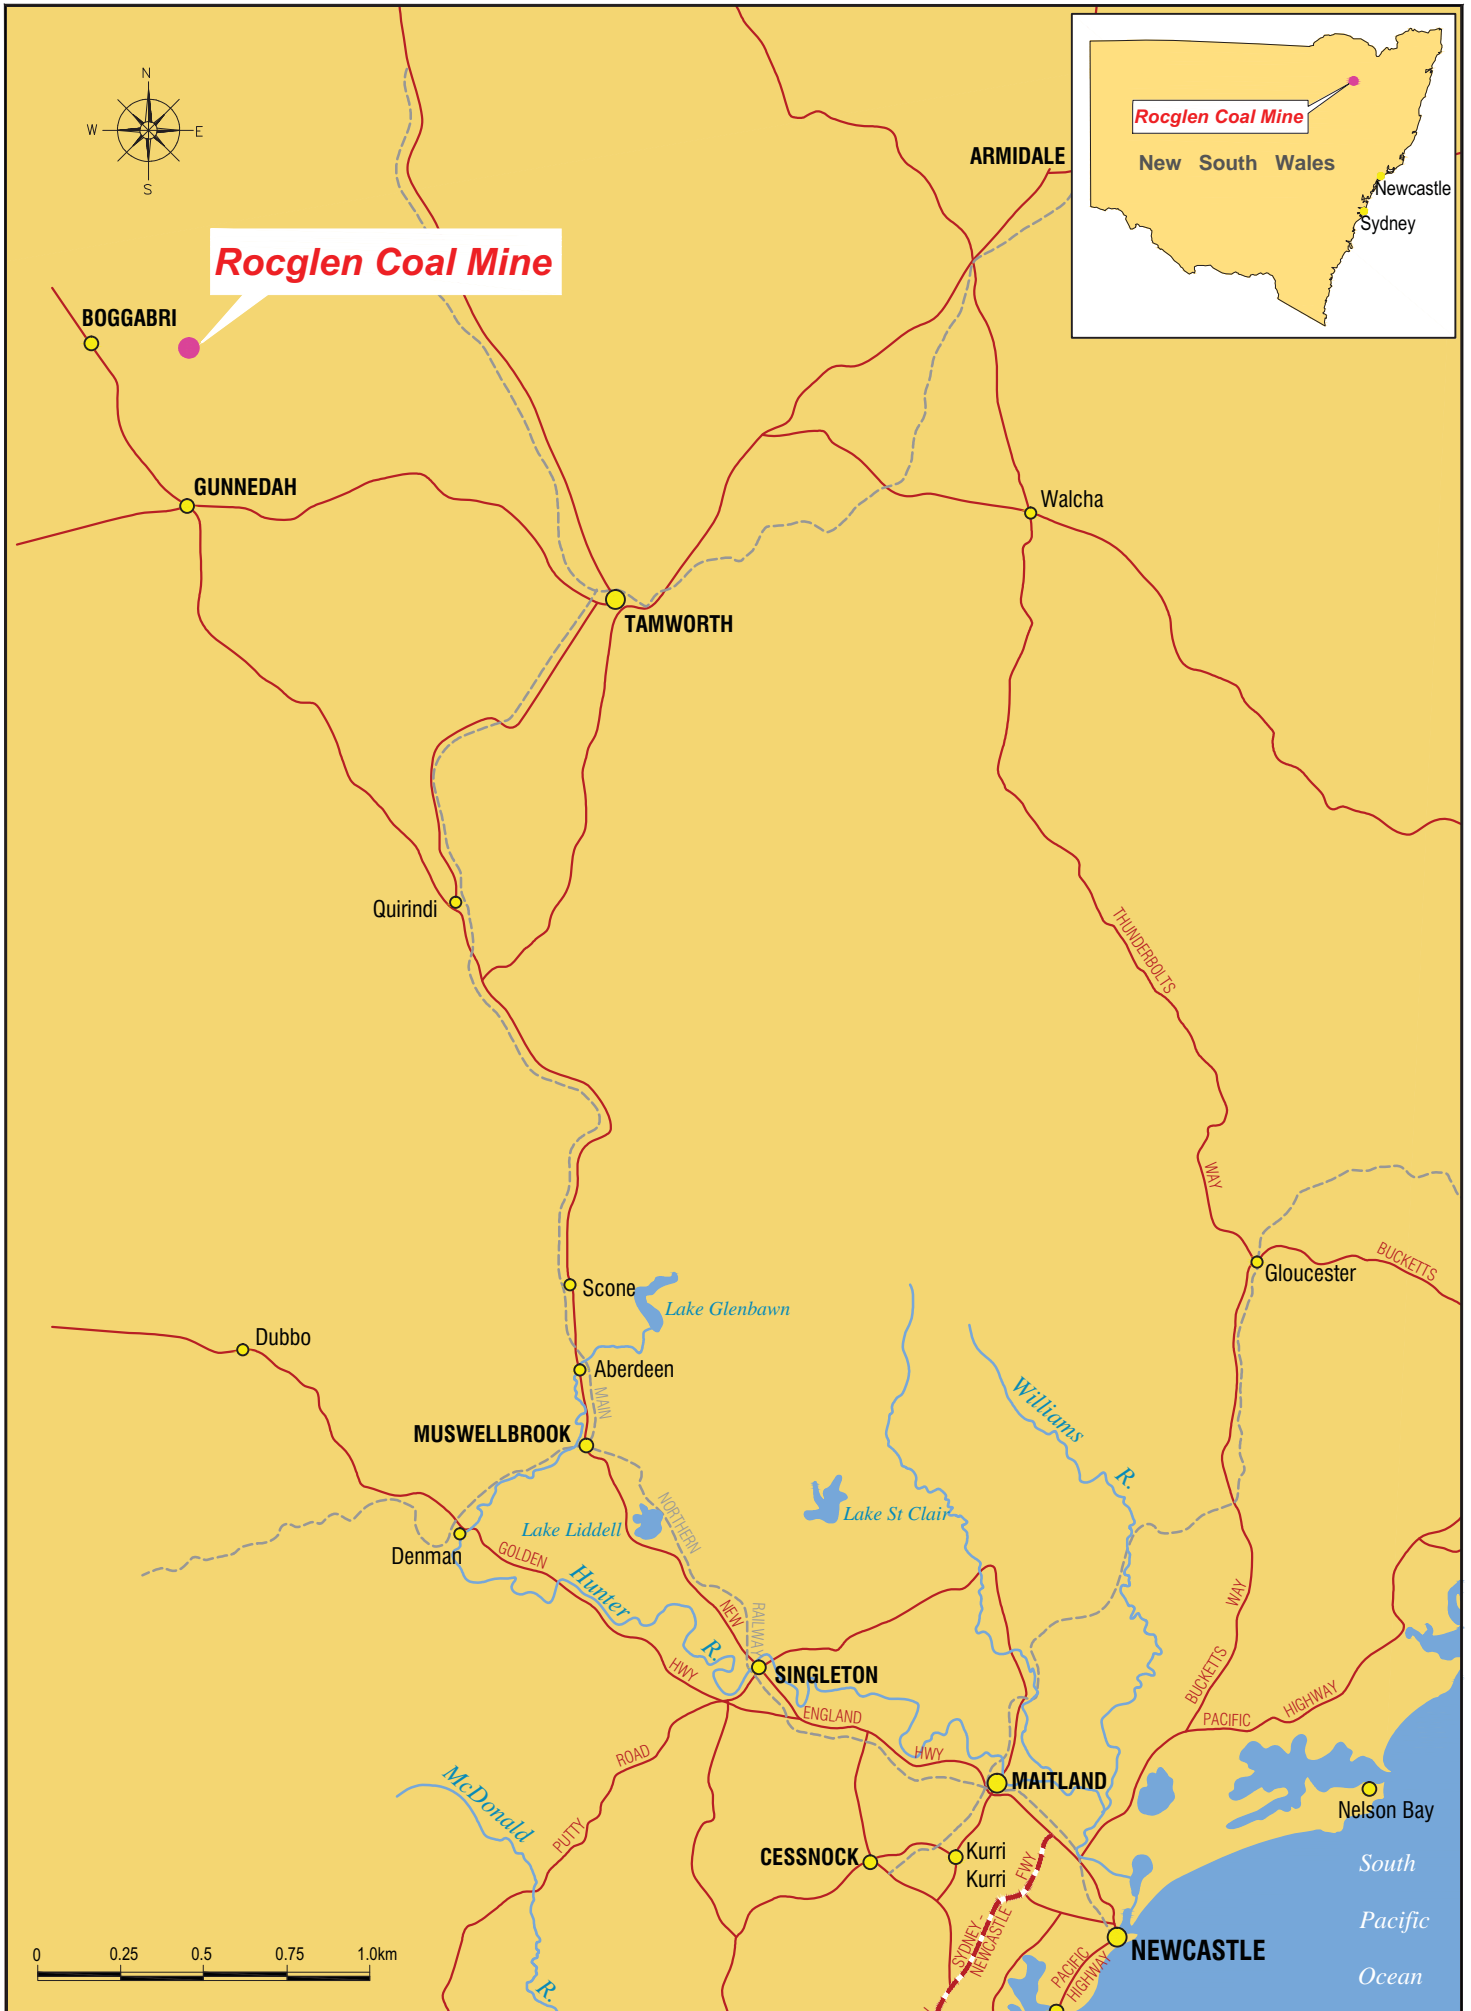 N
W
E
S
Rocglen Coal Mine
New South Wales
Newcastle
Sydney
ARMIDALE
Rocglen Coal Mine
BOGGABRI
GUNNEDAH
Walcha
TAMWORTH
Quirindi
THUNDERBOLTS
WAY
BUCKETTS
Gloucester
Scone
Lake Glenbawn
Dubbo
Aberdeen
MAIN
Williams
R.
MUSWELLBROOK
NORTHERN
Lake St Clair
Lake Liddell
Denman
GOLDEN
Hunter
R.
NEW
RAILWAY
WAY
HWY
SINGLETON
BUCKETTS
HIGHWAY
PACIFIC
ENGLAND
HWY
ROAD
McDonald
MAITLAND
Nelson Bay
PUTTY
CESSNOCK
Kurri
Kurri
FWY
South
Pacific
Ocean
SYDNEY -
NEWCASTLE
NEWCASTLE
PACIFIC
HIGHWAY
R.
0 0.25 0.5 0.75 1.0km